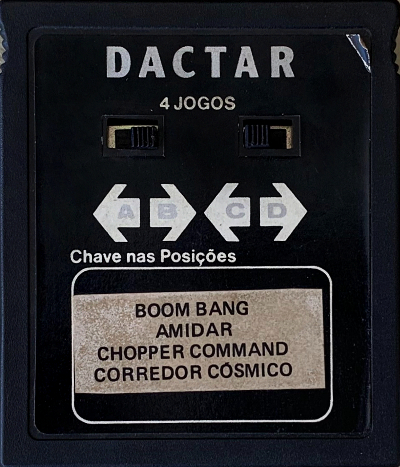 DACTAR
4 JOGOS
A B C D
Chave nas Posições
BOOM BANG
AMIDAR
CHOPPER COMMAND
CORREDOR CÓSMICO